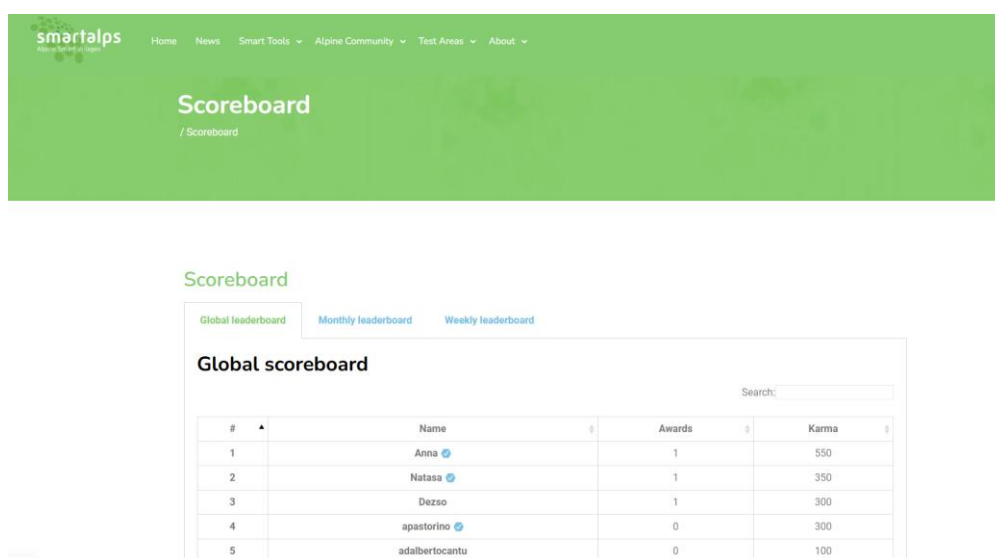 smartalps
Home News Smart Tools Alpine Community Test Areas About
Scoreboard
/ Scoreboard
Scoreboard
Global leaderboard Monthly leaderboard Weekly leaderboard
Global scoreboard
Search:
# Name Awards Karma
1 Anna 1 550
2 Natasa 1 350
3 Dezso 1 300
4 apastorino 0 300
5 adalbertocantu 0 100